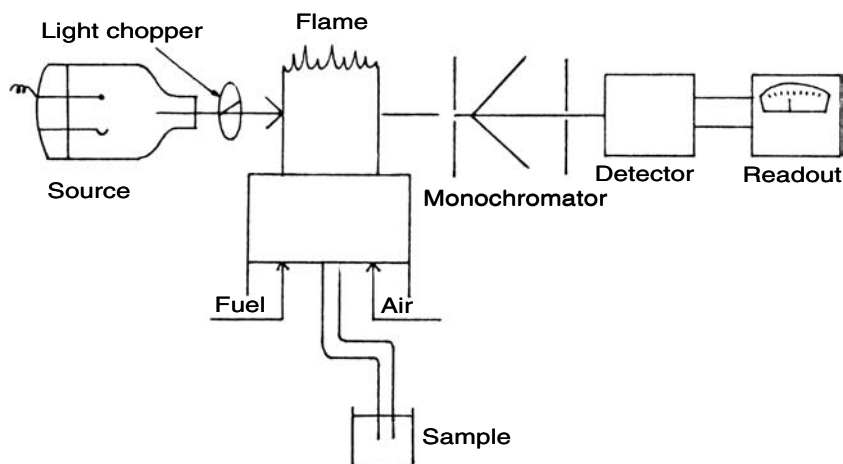 Light chopper
Flame
Source
Monochromator
Detector
Readout
Fuel
Air
Sample